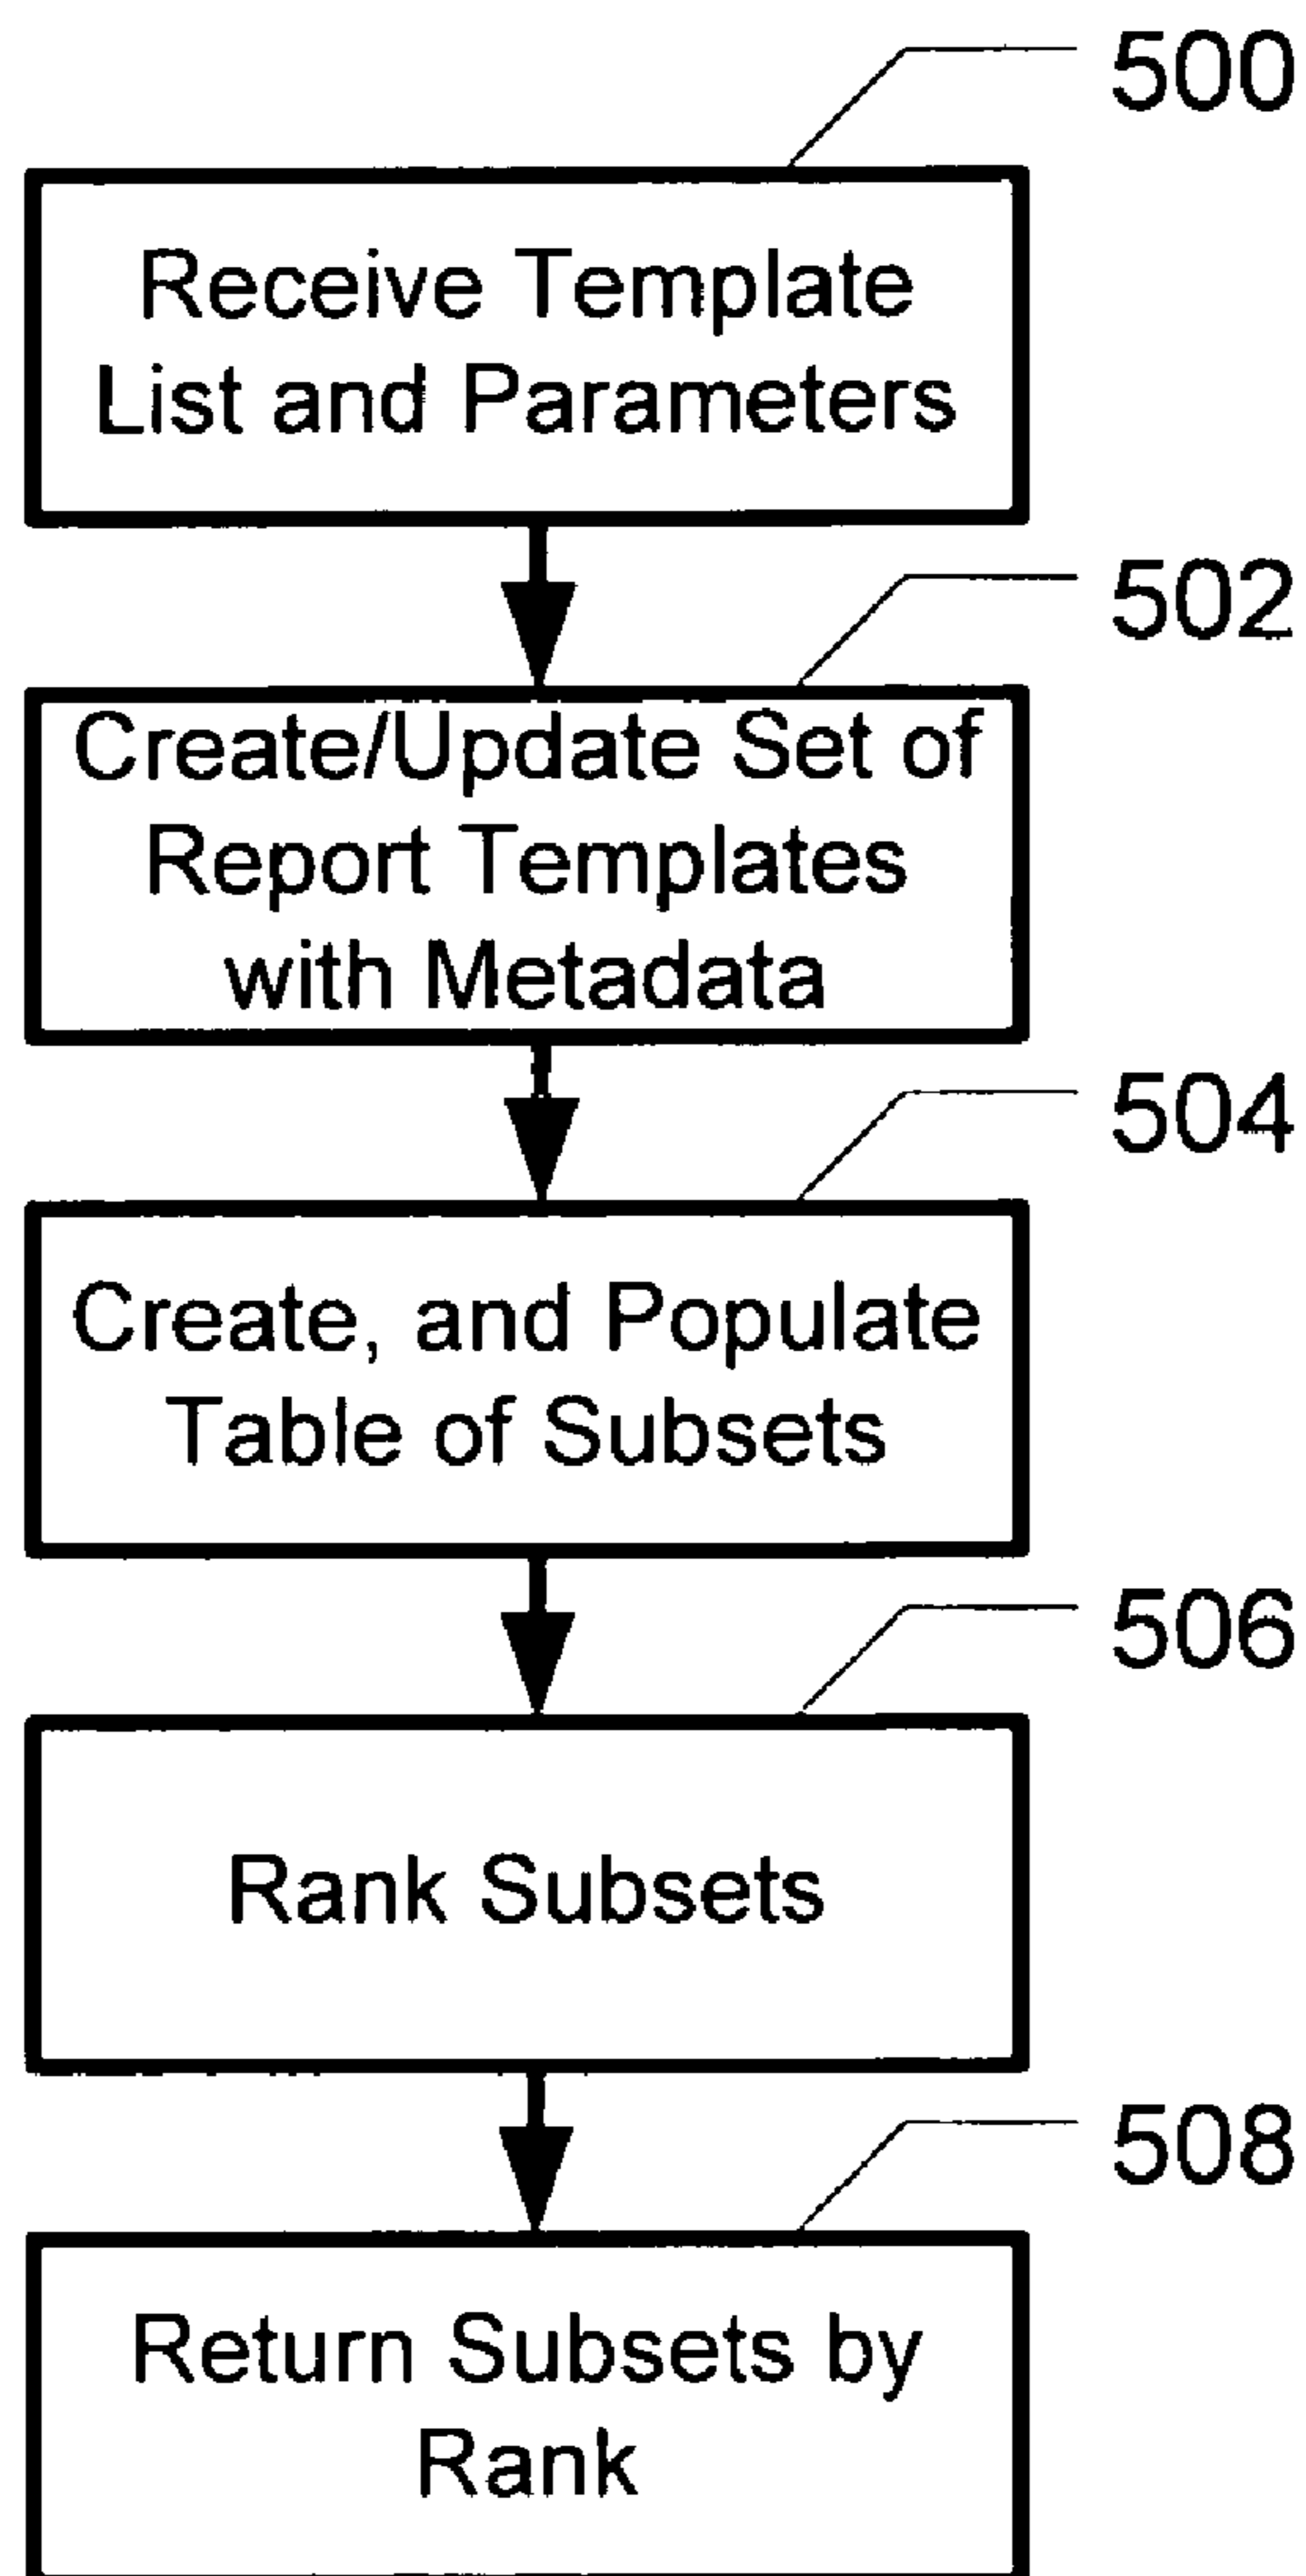 500
Receive Template
List and Parameters
502
Create/Update Set of
Report Templates
with Metadata
504
Create, and Populate
Table of Subsets
506
Rank Subsets
508
Return Subsets by
Rank